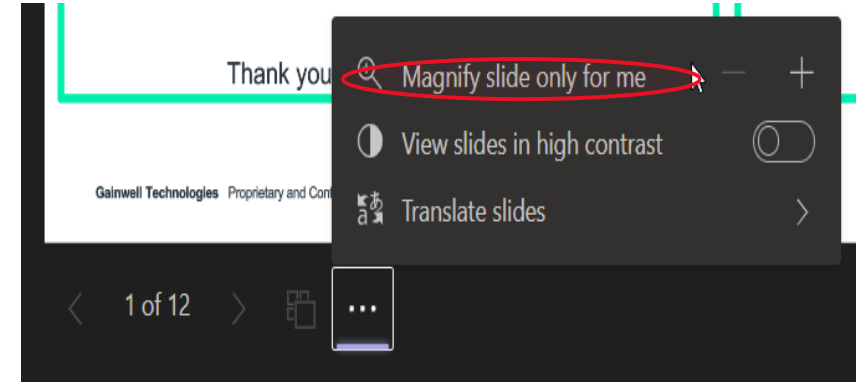 Thank you
Magnify slide only for me
View slides in high contrast
Gainwell Technologies Proprietary and
Translate slides
1 of 12